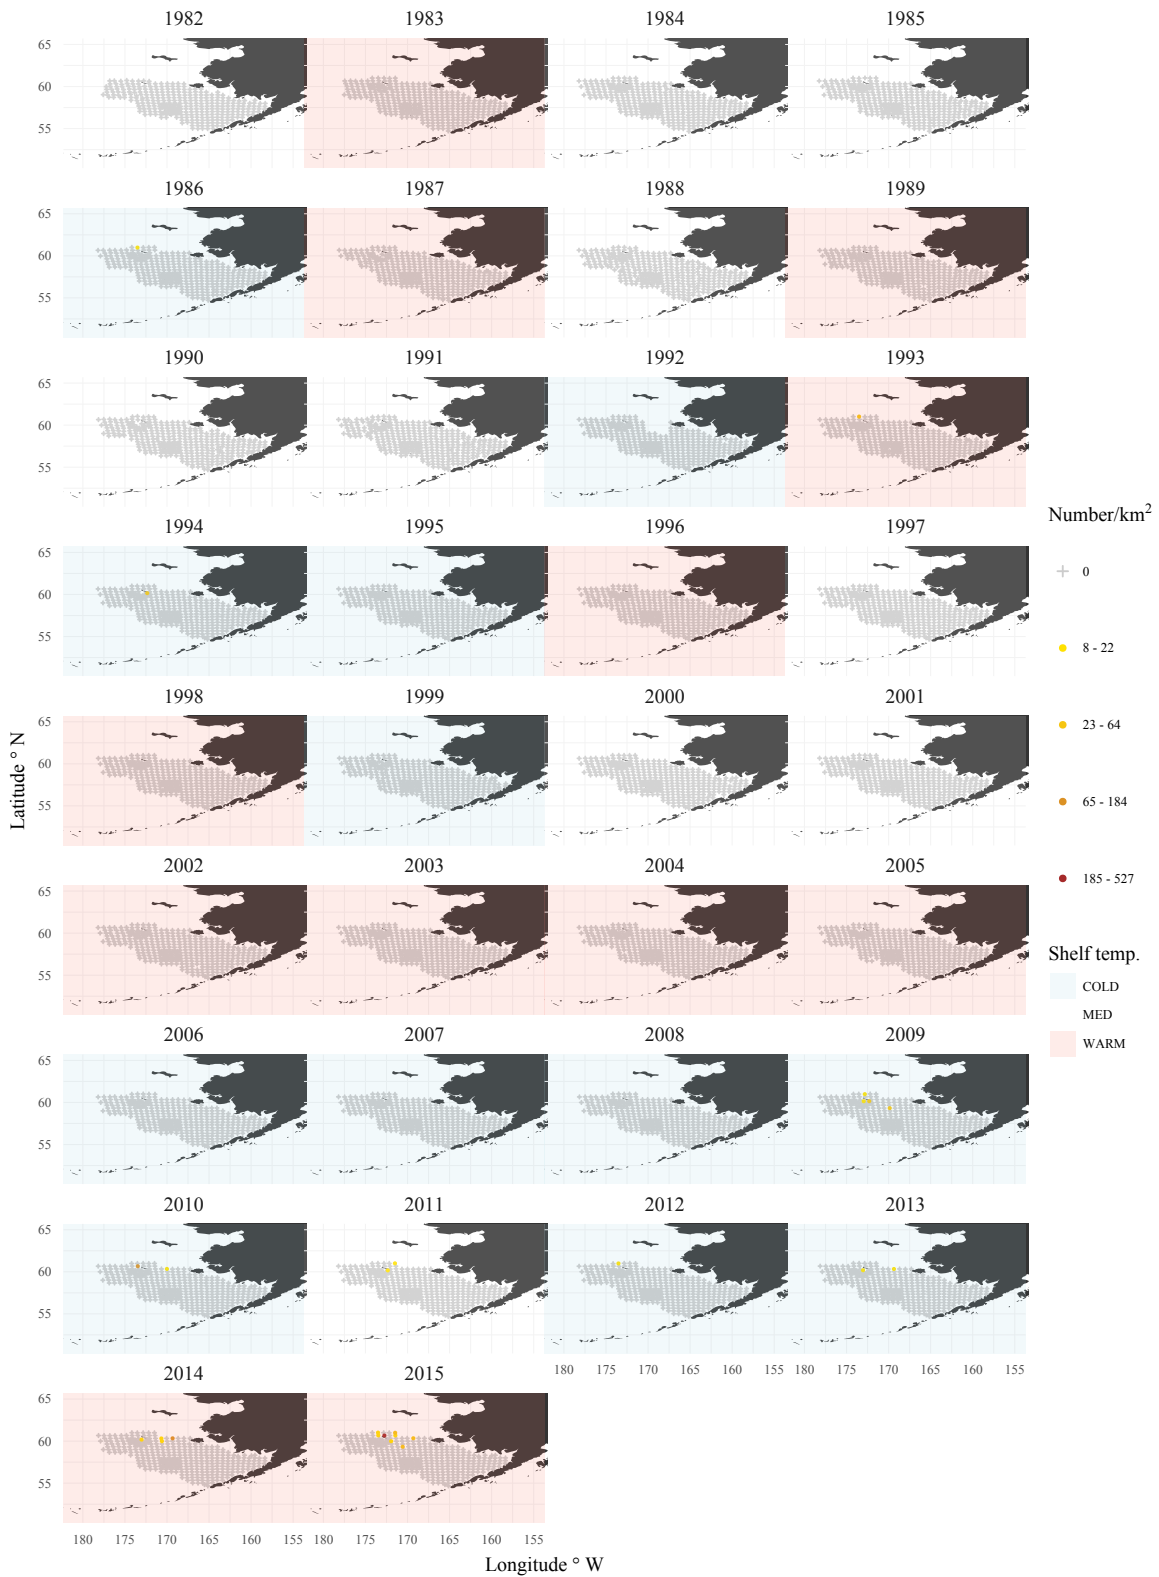 1982 1983 1984 1985
65
60
55
1986 1987 1988 1989
65
60
55
1990 1991 1992 1993
65
60
55
Number/km²
1994 1995 1996 1997
65
0
60
55
8 - 22
1998 1999 2000 2001
65
23 - 64
60
Latitude ° N
65 - 184
55
2002 2003 2004 2005
185 - 527
65
60
Shelf temp.
55
COLD
MED
2006 2007 2008 2009
WARM
65
60
55
2010 2011 2012 2013
65
60
55
180 175 170 165 160 155 180 175 170 165 160 155
2014 2015
65
60
55
180 175 170 165 160 155 180 175 170 165 160 155
Longitude ° W